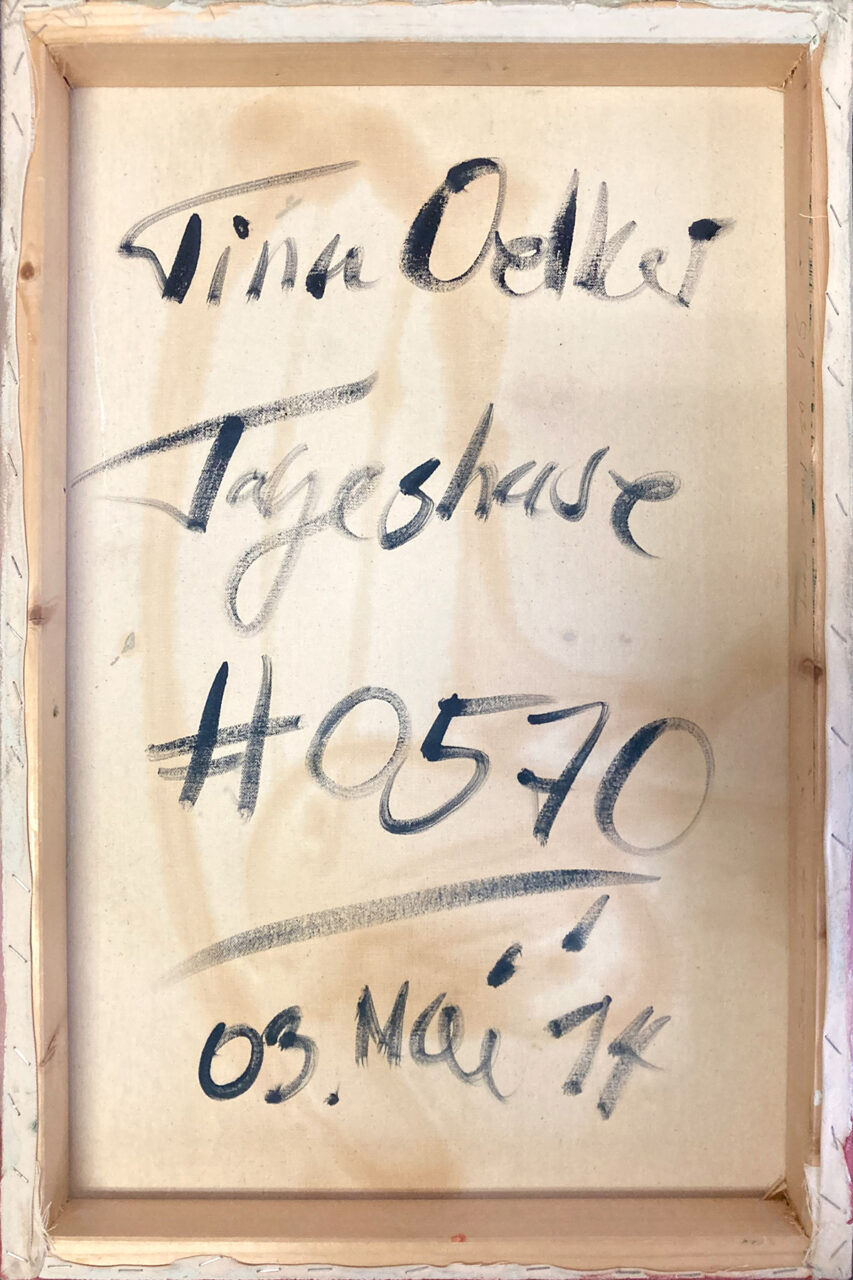 Tina Oelker
Tageshase
#0570
03. Mai '14